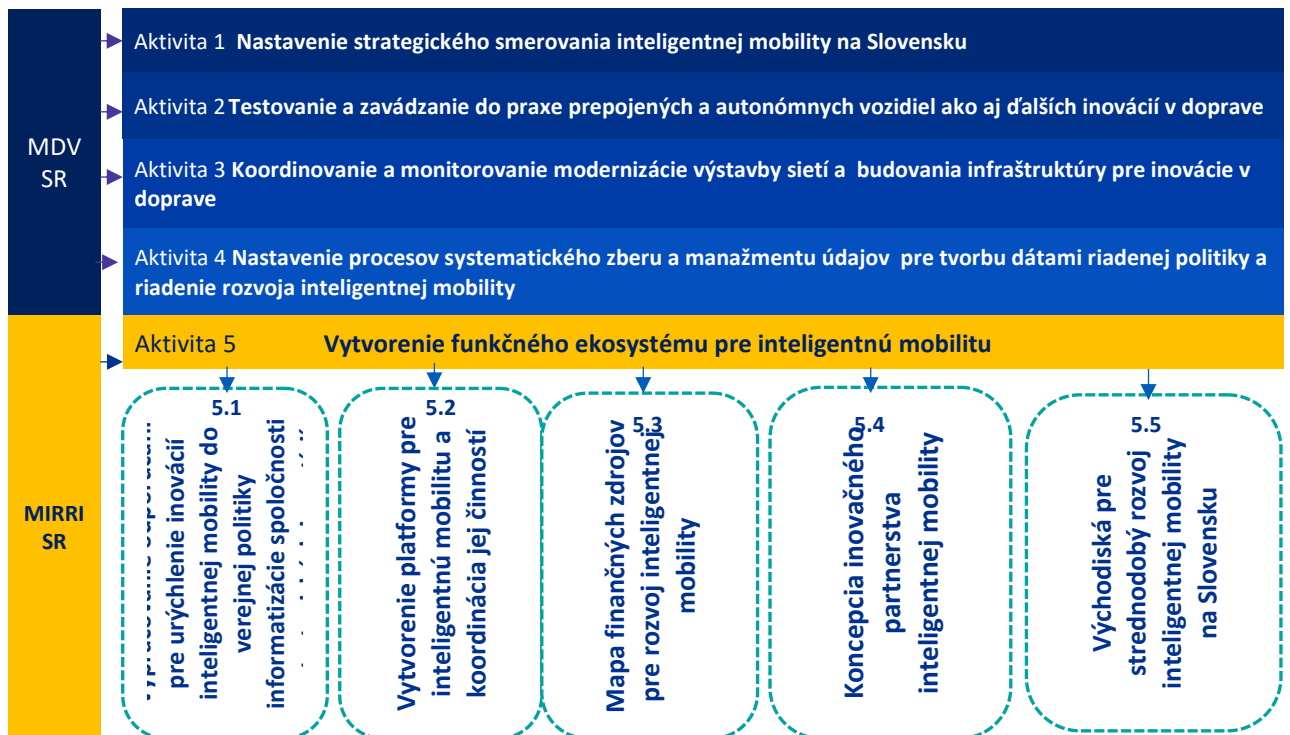 MDV
SR
Aktivita 1 Nastavenie strategického smerovania inteligentnej mobility na Slovensku
Aktivita 2 Testovanie a zavádzanie do praxe prepojených a autonómnych vozidiel ako aj ďalších inovácií v doprave
Aktivita 3 Koordinovanie a monitorovanie modernizácie výstavby sietí a budovania infraštruktúry pre inovácie v
doprave
Aktivita 4 Nastavenie procesov systematického zberu a manažmentu údajov pre tvorbu dátami riadenej politiky a
riadenie rozvoja inteligentnej mobility
MIRRI
SR
Aktivita 5 Vytvorenie funkčného ekosystému pre inteligentnú mobilitu
5.1
pre urýchlenie inovácií
inteligentnej mobility do
verejnej politiky
informatizácie spoločnosti
5.2
Vytvorenie platformy pre
inteligentnú mobilitu a
koordinácia jej činností
5.3
Mapa finančných zdrojov
pre rozvoj inteligentnej
mobility
5.4
Koncepcia inovačného
partnerstva
inteligentnej mobility
5.5
Východiská pre
strednodobý rozvoj
inteligentnej mobility
na Slovensku